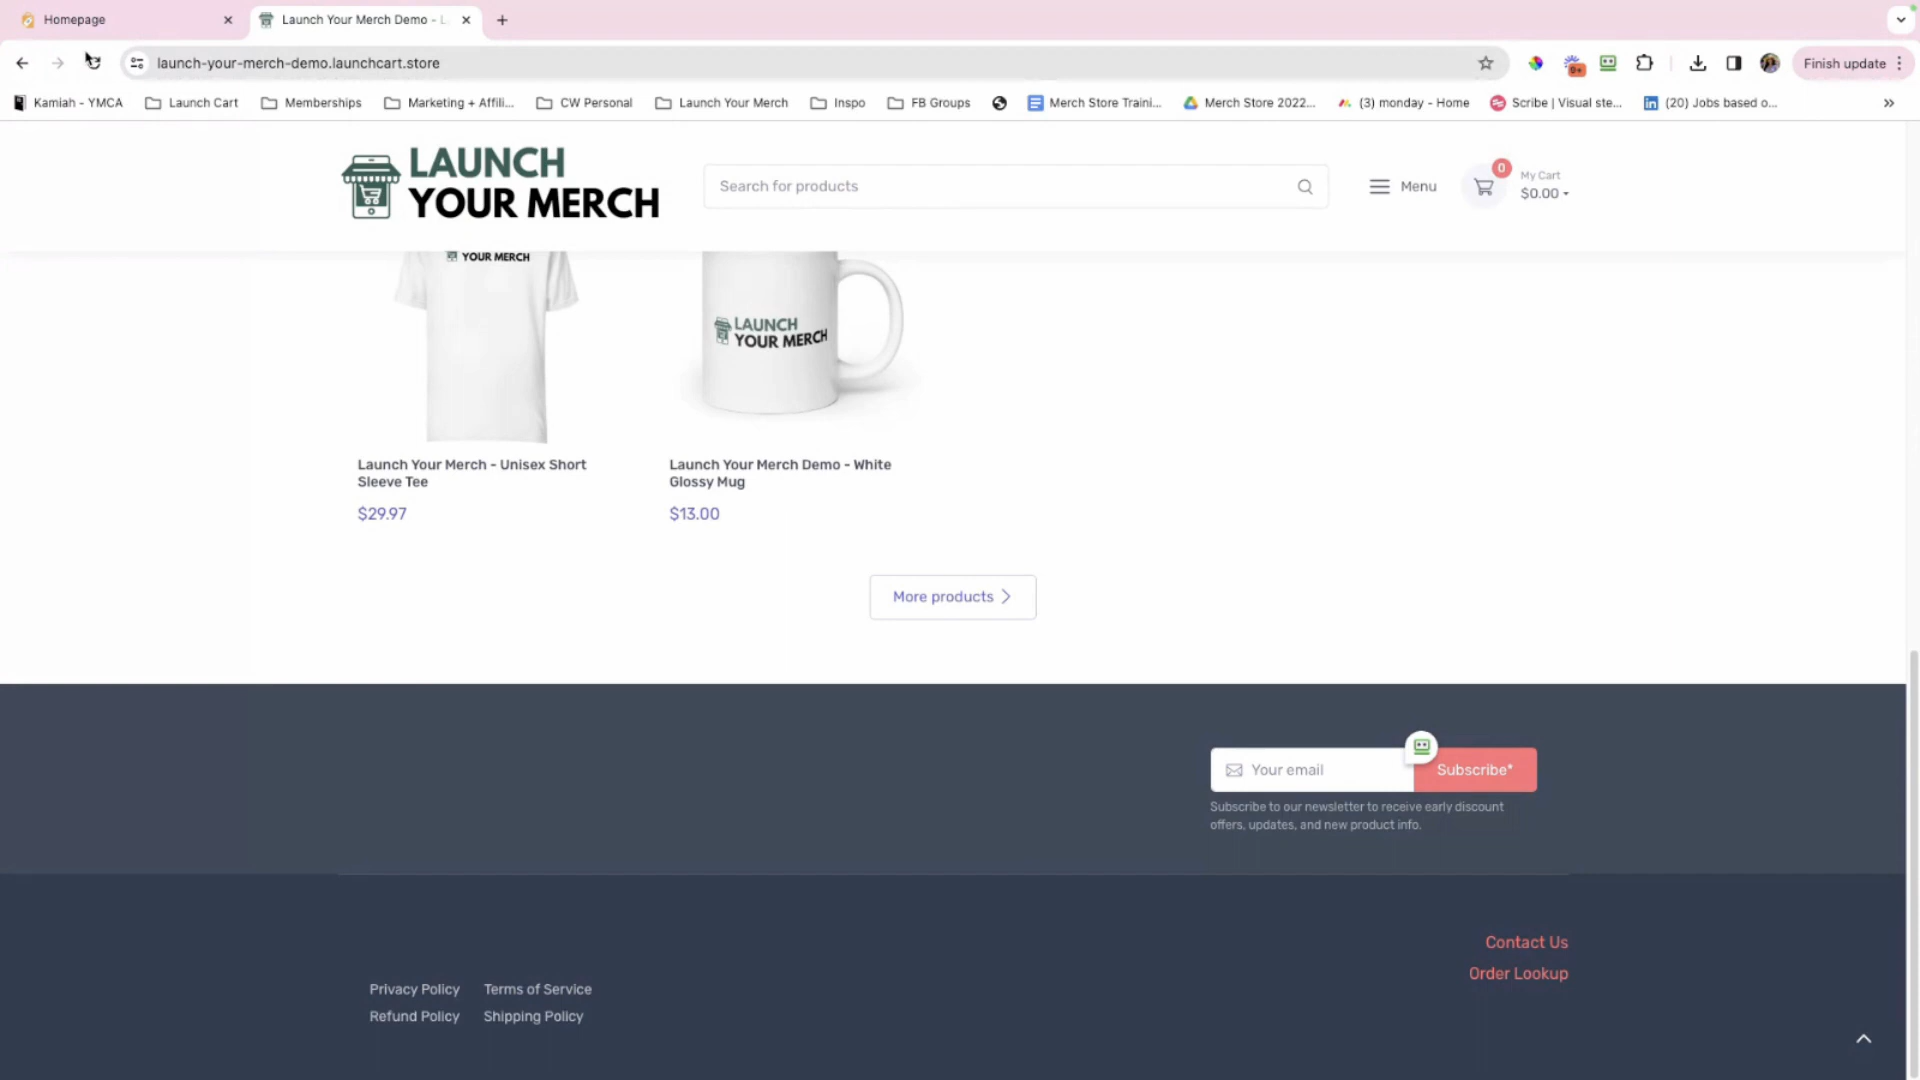 Homepage
Launch Your Merch Demo - L
launch-your-merch-demo.launchcart.store
Finish update
Kamiah - YMCA
Launch Cart
Memberships
Marketing + Affili...
CW Personal
Launch Your Merch
Inspo
FB Groups
Merch Store Traini...
Merch Store 2022...
(3) monday - Home
Scribe | Visual ste...
(20) Jobs based o...
»
LAUNCH
YOUR MERCH
Search for products
Menu
0
My Cart
$0.00
YOUR MERCH
LAUNCH
YOUR MERCH
Launch Your Merch - Unisex Short
Sleeve Tee
$29.97
Launch Your Merch Demo - White
Glossy Mug
$13.00
More products
Your email
Subscribe*
Subscribe to our newsletter to receive early discount
offers, updates, and new product info.
Contact Us
Order Lookup
Privacy Policy
Terms of Service
Refund Policy
Shipping Policy